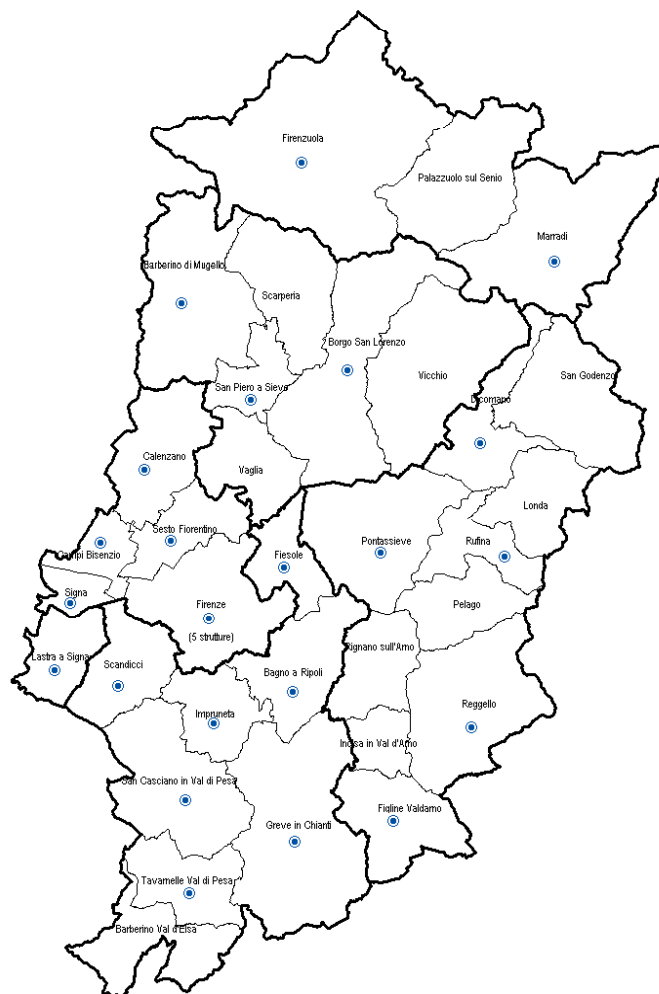 Firenzuola
Palazzuolo sul Senio
Marradi
Barberino di Mugello
Scarperia
Borgo San Lorenzo
Vicchio
San Godenzo
San Piero a Sieve
Dicomano
Calenzano
Vaglia
Londa
Sesto Fiorentino
Campi Bisenzio
Fiesole
Pontassieve
Rufina
Signa
Firenze
(5 strutture)
Pelago
Rignano sull'Arno
Lastra a Signa
Scandicci
Bagno a Ripoli
Reggello
Impruneta
Incisa in Val d'Arno
San Casciano in Val di Pesa
Greve in Chianti
Figline Valdarno
Tavarnelle Val di Pesa
Barberino Val d'Elsa